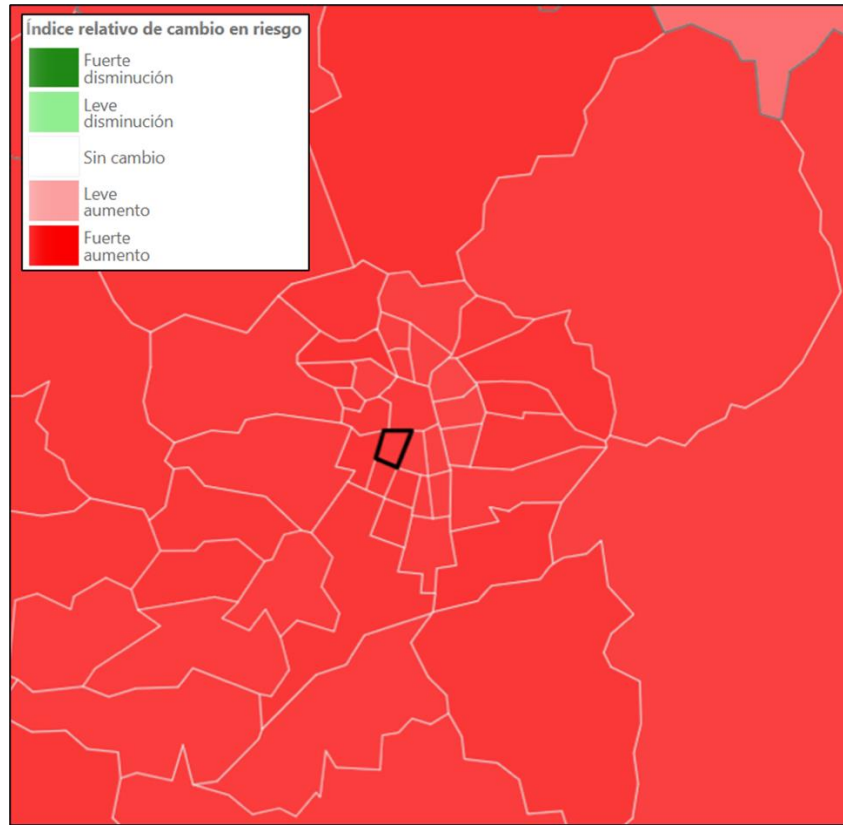 Índice relativo de cambio en riesgo
Fuerte
disminución
Leve
disminución
Sin cambio
Leve
aumento
Fuerte
aumento